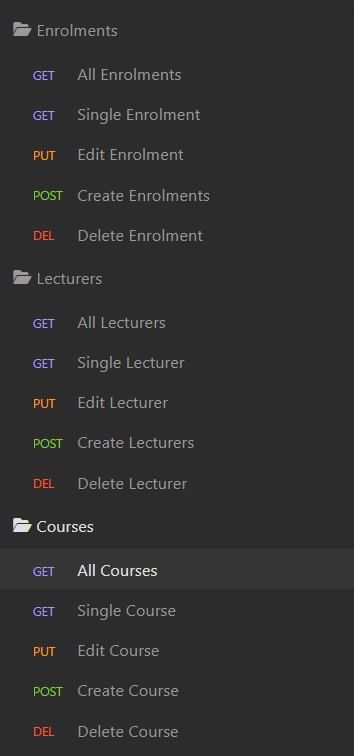 Enrolments
GET All Enrolments
GET Single Enrolment
PUT Edit Enrolment
POST Create Enrolments
DEL Delete Enrolment
Lecturers
GET All Lecturers
GET Single Lecturer
PUT Edit Lecturer
POST Create Lecturers
DEL Delete Lecturer
Courses
GET All Courses
GET Single Course
PUT Edit Course
POST Create Course
DEL Delete Course